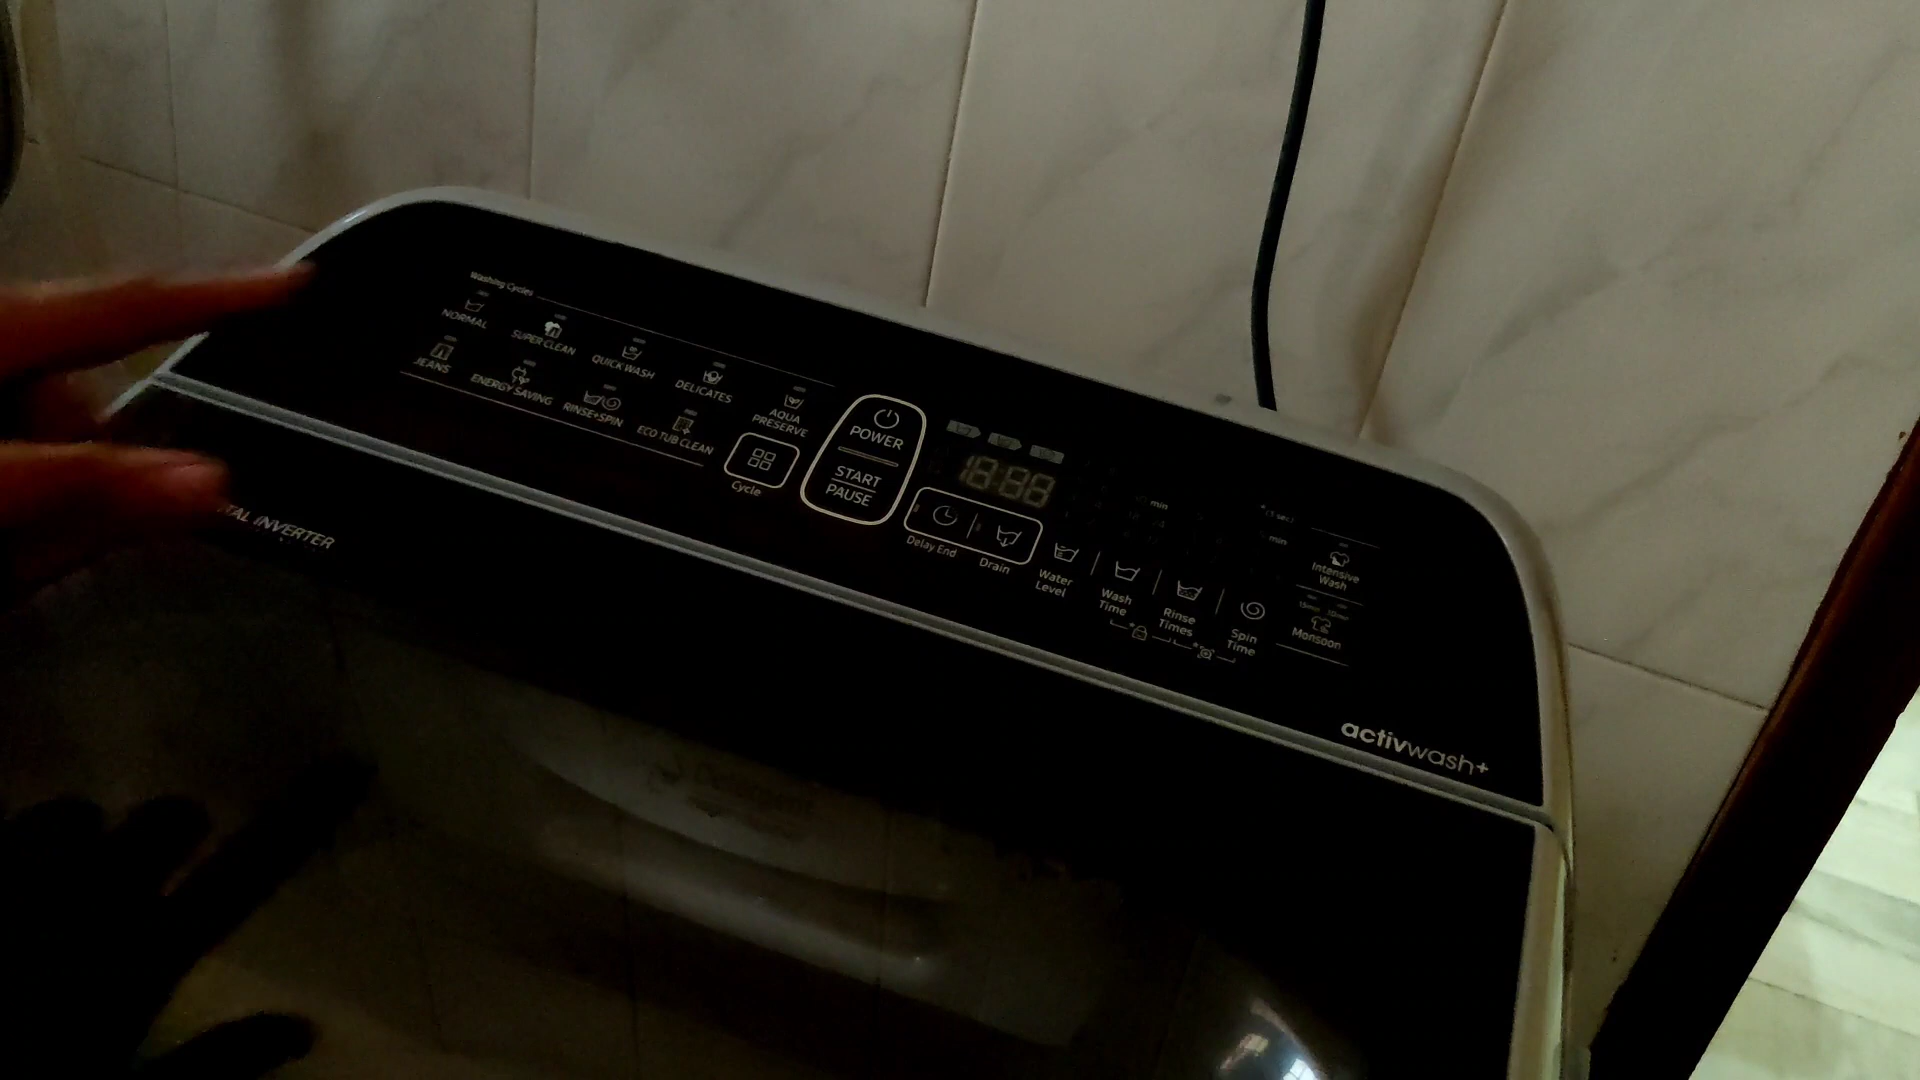 Washing Cycles
NORMAL
SUPER CLEAN
QUICK WASH
DELICATES
AQUA
PRESERVE
JEANS
ENERGY SAVING
RINSE+SPIN
ECO TUB CLEAN
Cycle
POWER
START
PAUSE
18:88
Delay End
Drain
Water
Level
Wash
Time
Rinse
Times
Spin
Time
min
min
Intensive
Wash
Monsoon
INVERTER
activwash+
Detergent